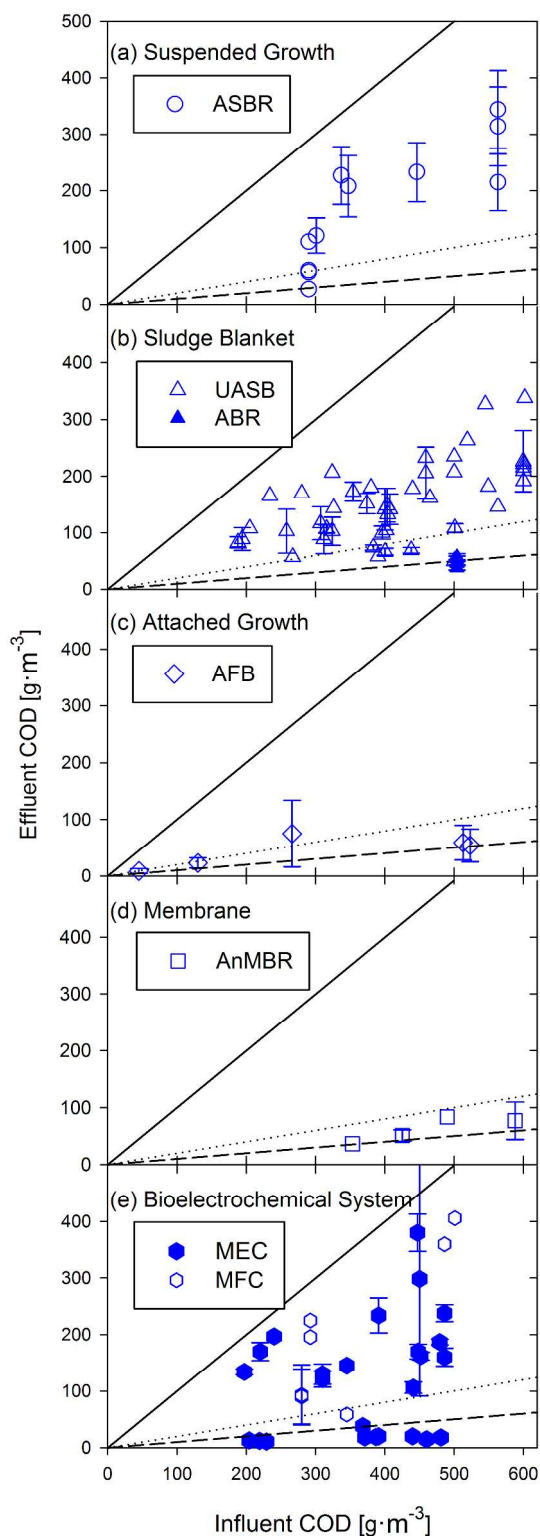 500
(a) Suspended Growth
400
ASBR
300
200
100
0
(b) Sludge Blanket
400
UASB
ABR
300
200
100
0
(c) Attached Growth
400
AFB
300
200
100
0
(d) Membrane
400
AnMBR
300
200
100
0
(e) Bioelectrochemical System
400
MEC
MFC
300
200
100
0
Effluent COD [g·m⁻³]
0 100 200 300 400 500 600
Influent COD [g·m⁻³]